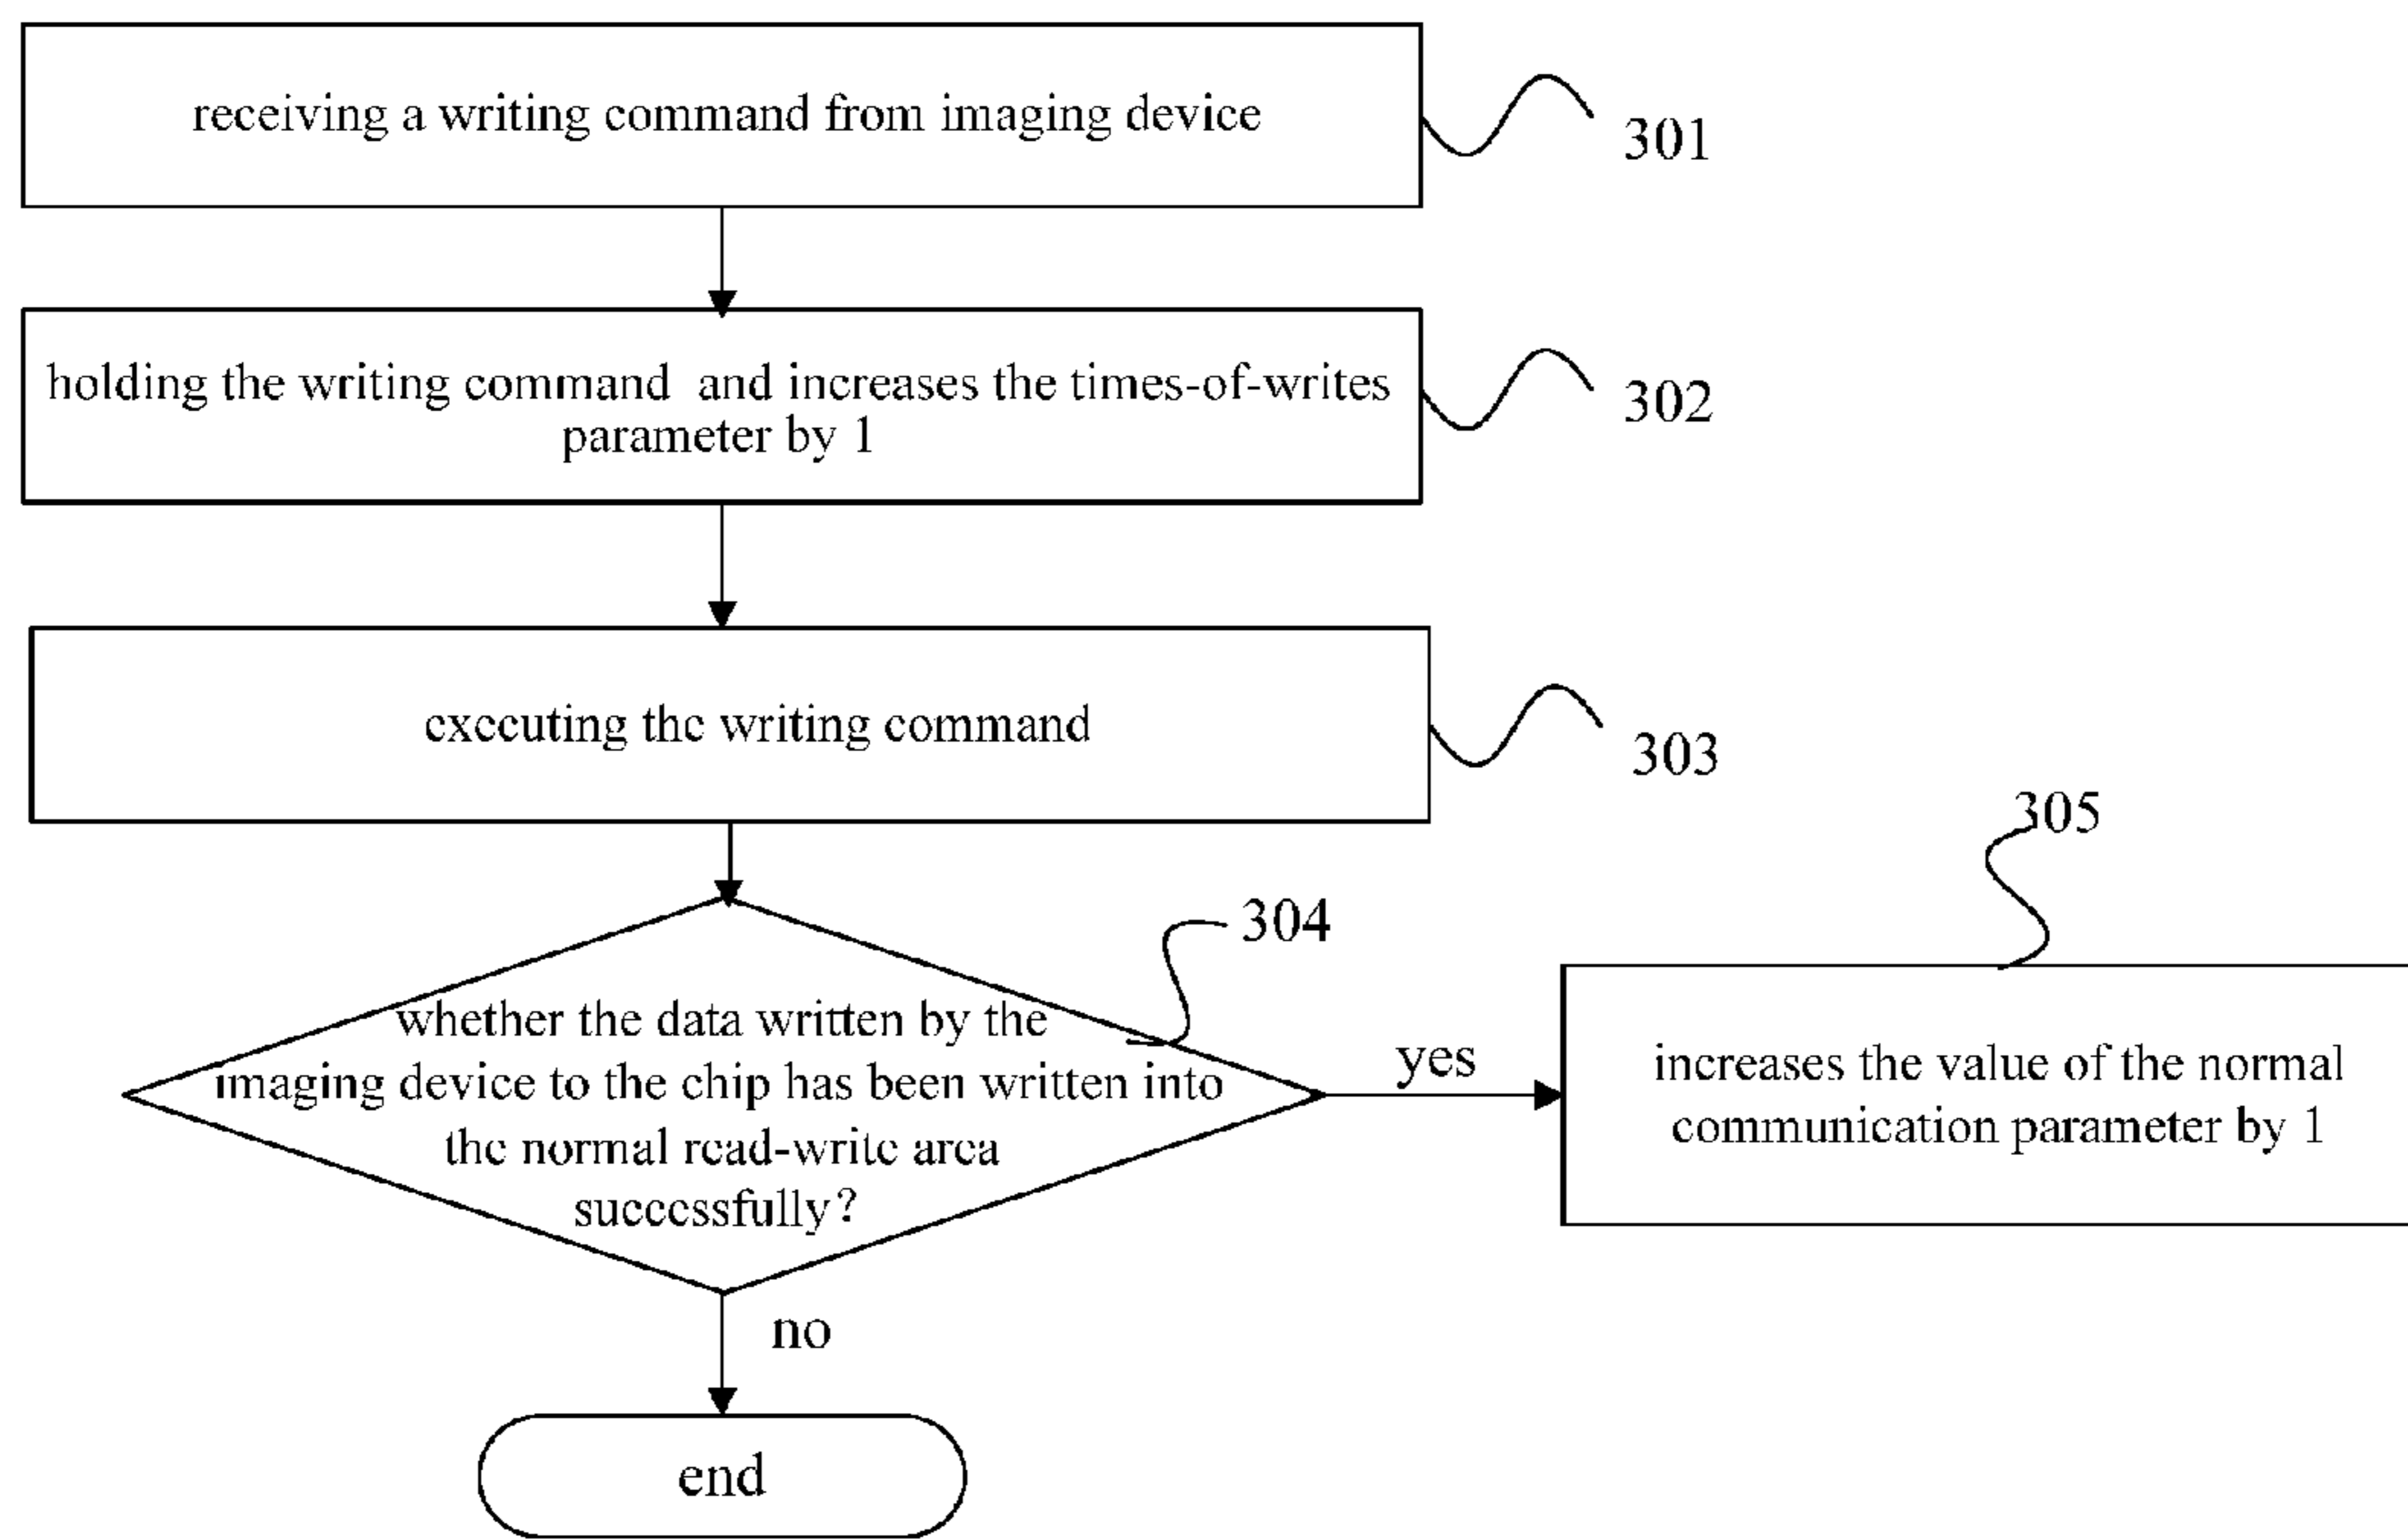 receiving a writing command from imaging device
301
holding the writing command and increases the times-of-writes
parameter by 1
302
executing the writing command
303
304
whether the data written by the
imaging device to the chip has been written into
the normal read-write area
successfully?
yes
305
increases the value of the normal
communication parameter by 1
no
end